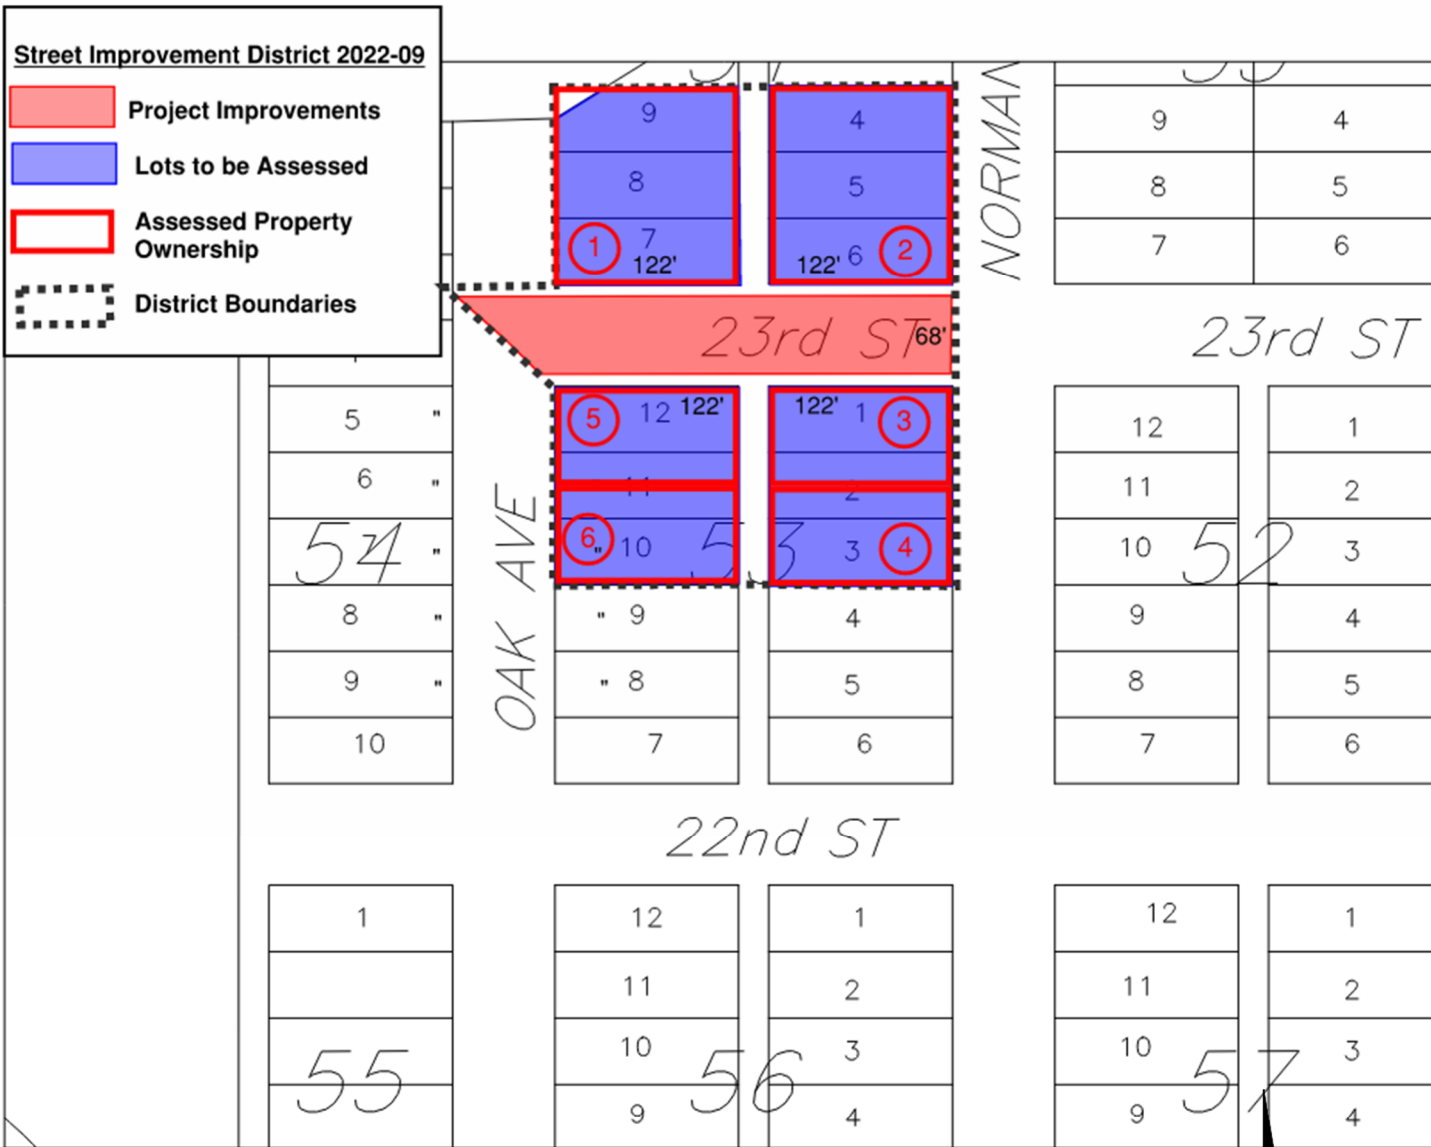 Street Improvement District 2022-09
Project Improvements
Lots to be Assessed
Assessed Property
Ownership
District Boundaries
9 4 9 4
8 5 8 5
1 7 122' 122' 6 2 7 6
NORMAN
23rd ST 68' 23rd ST
5 " 5 12 122' 122' 1 3 12 1
6 " 11 2 11 2
54 " 6 " 10 53 3 4 10 52 3
OAK AVE
8 " " 9 4 9 4
9 " " 8 5 8 5
10 7 6 7 6
22nd ST
1 12 1 12 1
11 2 11 2
55 10 56 3 10 57 3
9 4 9 4